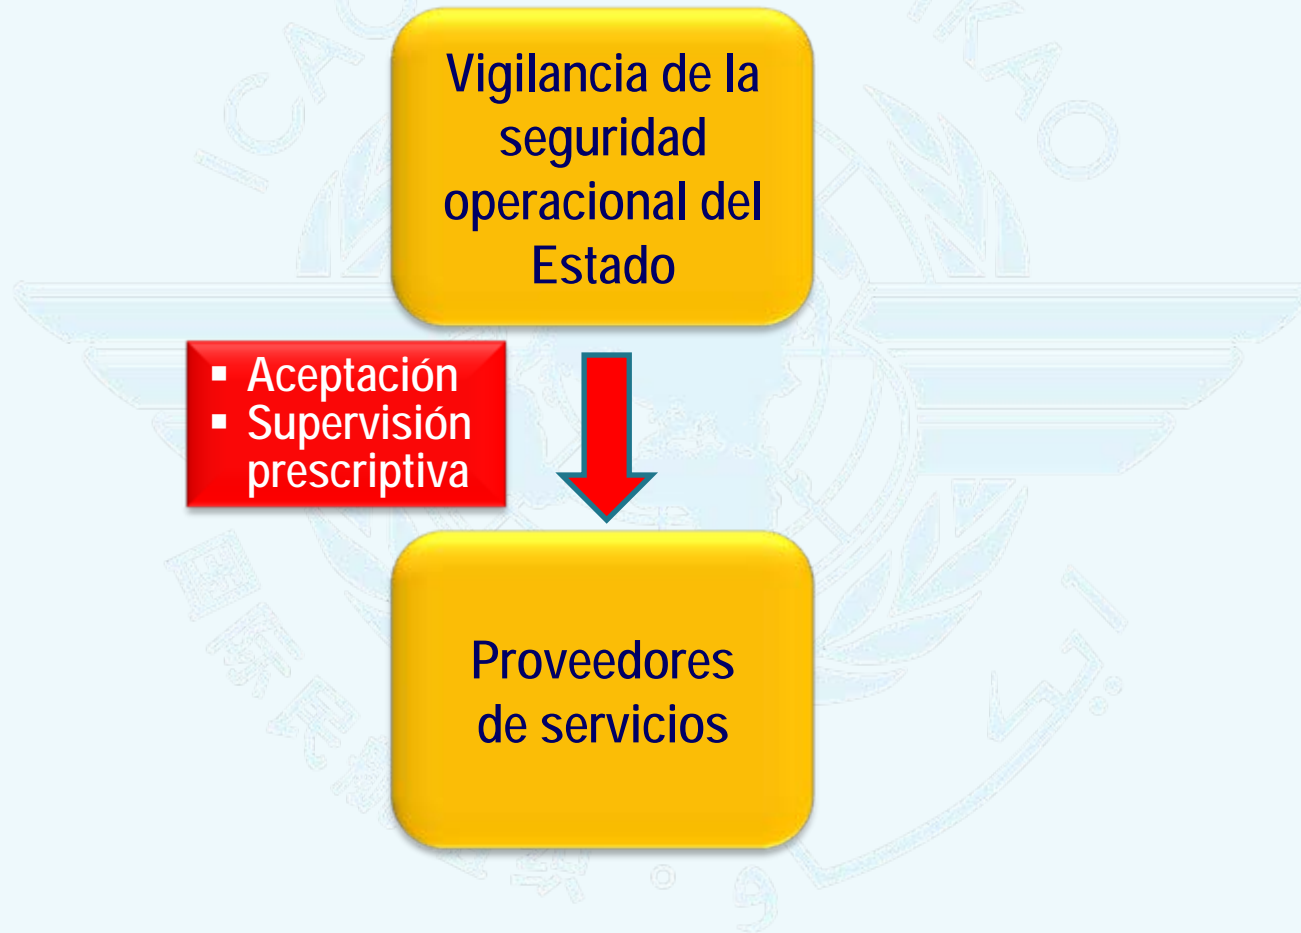 Vigilancia de la
seguridad
operacional del
Estado
▪ Aceptación
▪ Supervisión
prescriptiva
Proveedores
de servicios